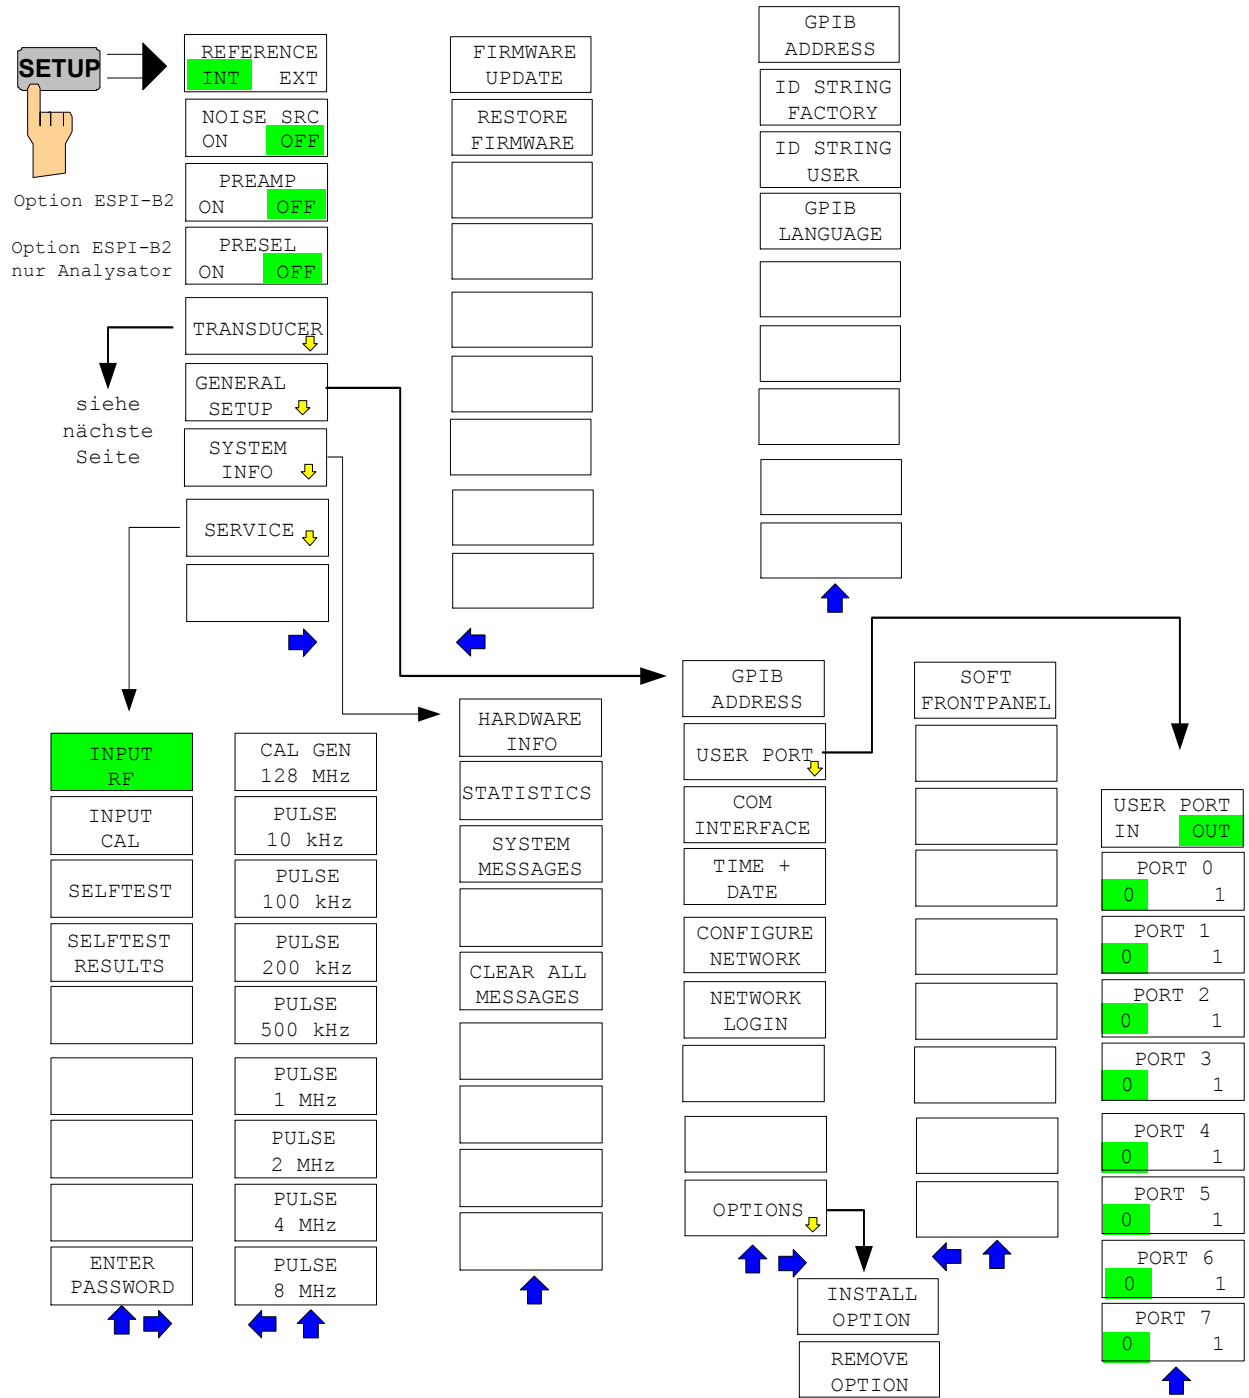 SETUP
REFERENCE
INT EXT
NOISE SRC
ON OFF
PREAMP
ON OFF
Option ESPI-B2
PRESEL
ON OFF
Option ESPI-B2
nur Analysator
TRANSDUCER
siehe
nächste
Seite
GENERAL
SETUP
SYSTEM
INFO
SERVICE
FIRMWARE
UPDATE
RESTORE
FIRMWARE
GPIB
ADDRESS
ID STRING
FACTORY
ID STRING
USER
GPIB
LANGUAGE
INPUT
RF
INPUT
CAL
SELFTEST
SELFTEST
RESULTS
ENTER
PASSWORD
CAL GEN
128 MHz
PULSE
10 kHz
PULSE
100 kHz
PULSE
200 kHz
PULSE
500 kHz
PULSE
1 MHz
PULSE
2 MHz
PULSE
4 MHz
PULSE
8 MHz
HARDWARE
INFO
STATISTICS
SYSTEM
MESSAGES
CLEAR ALL
MESSAGES
GPIB
ADDRESS
USER PORT
COM
INTERFACE
TIME +
DATE
CONFIGURE
NETWORK
NETWORK
LOGIN
OPTIONS
INSTALL
OPTION
REMOVE
OPTION
SOFT
FRONTPANEL
USER PORT
IN OUT
PORT 0
0 1
PORT 1
0 1
PORT 2
0 1
PORT 3
0 1
PORT 4
0 1
PORT 5
0 1
PORT 6
0 1
PORT 7
0 1